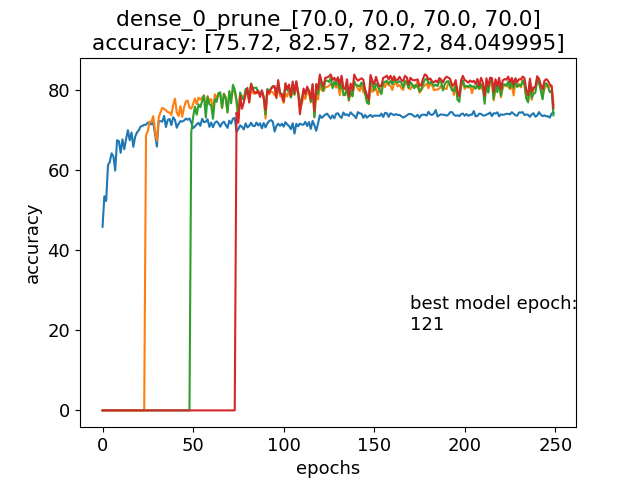 dense_0_prune_[70.0, 70.0, 70.0, 70.0]
accuracy: [75.72, 82.57, 82.72, 84.049995]
80
60
40
20
0
accuracy
best model epoch:
121
0 50 100 150 200 250
epochs